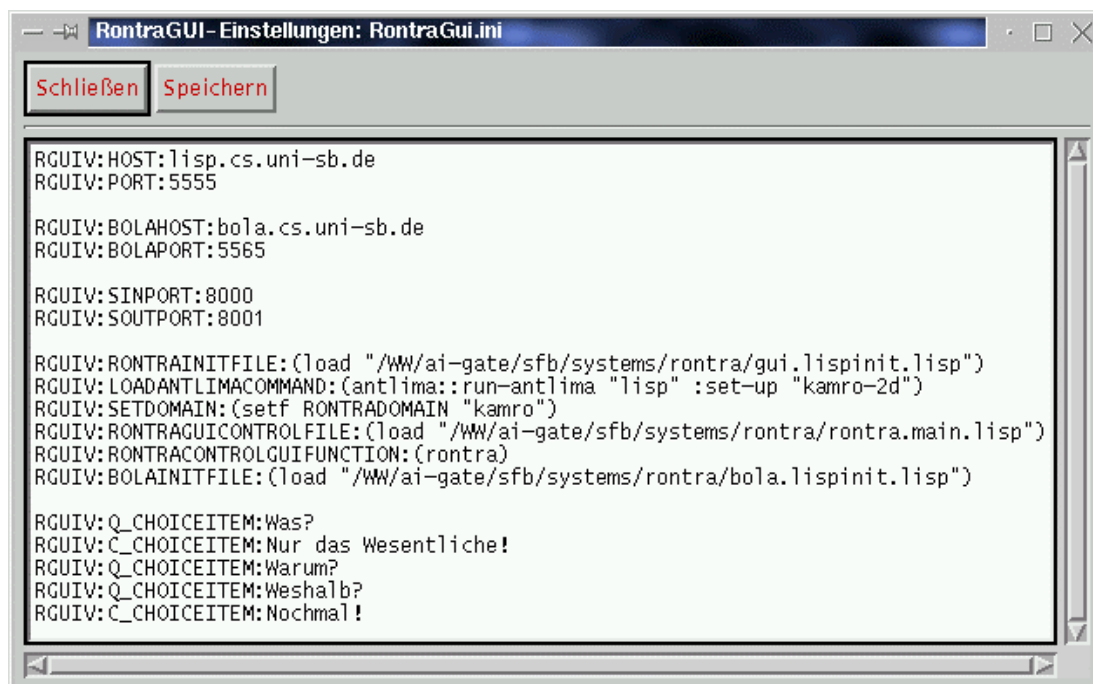 RontraGUI-Einstellungen: RontraGui.ini
Schließen Speichern
RGUIV:HOST:lisp.cs.uni-sb.de
RGUIV:PORT:5555
RGUIV:BOLAHOST:bola.cs.uni-sb.de
RGUIV:BOLAPORT:5565
RGUIV:SINPORT:8000
RGUIV:SOUTPORT:8001
RGUIV:RONTRAINITFILE:(load "/WW/ai-gate/sfb/systems/rontra/gui.lispinit.lisp")
RGUIV:LOADANTLIMACOMMAND:(antlima::run-antlima "lisp" :set-up "kamro-2d")
RGUIV:SETDOMAIN:(setf RONTRADOMAIN "kamro")
RGUIV:RONTRAGUICONTROLFILE:(load "/WW/ai-gate/sfb/systems/rontra/rontra.main.lisp")
RGUIV:RONTRACONTROLGUIFUNCTION:(rontra)
RGUIV:BOLAINITFILE:(load "/WW/ai-gate/sfb/systems/rontra/bola.lispinit.lisp")
RGUIV:Q_CHOICEITEM:Was?
RGUIV:C_CHOICEITEM:Nur das Wesentliche!
RGUIV:Q_CHOICEITEM:Warum?
RGUIV:Q_CHOICEITEM:Weshalb?
RGUIV:C_CHOICEITEM:Nochmal!